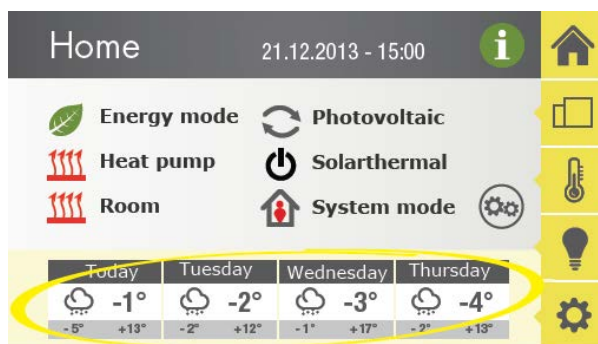 Home 21.12.2013 - 15:00 i
Energy mode Photovoltaic
Heat pump Solarthermal
Room System mode
Today Tuesday Wednesday Thursday
-1° -2° -3° -4°
-5° +13° -2° +12° -1° +17° -2° +13°